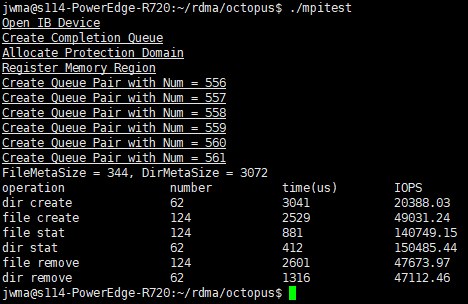 jwma@s114-PowerEdge-R720:~/rdma/octopus$ ./mpitest
Open IB Device
Create Completion Queue
Allocate Protection Domain
Register Memory Region
Create Queue Pair with Num = 556
Create Queue Pair with Num = 557
Create Queue Pair with Num = 558
Create Queue Pair with Num = 559
Create Queue Pair with Num = 560
Create Queue Pair with Num = 561
FileMetaSize = 344, DirMetaSize = 3072
operation number time(us) IOPS
dir create 62 3041 20388.03
file create 124 2529 49031.24
file stat 124 881 140749.15
dir stat 62 412 150485.44
file remove 124 2601 47673.97
dir remove 62 1316 47112.46
jwma@s114-PowerEdge-R720:~/rdma/octopus$